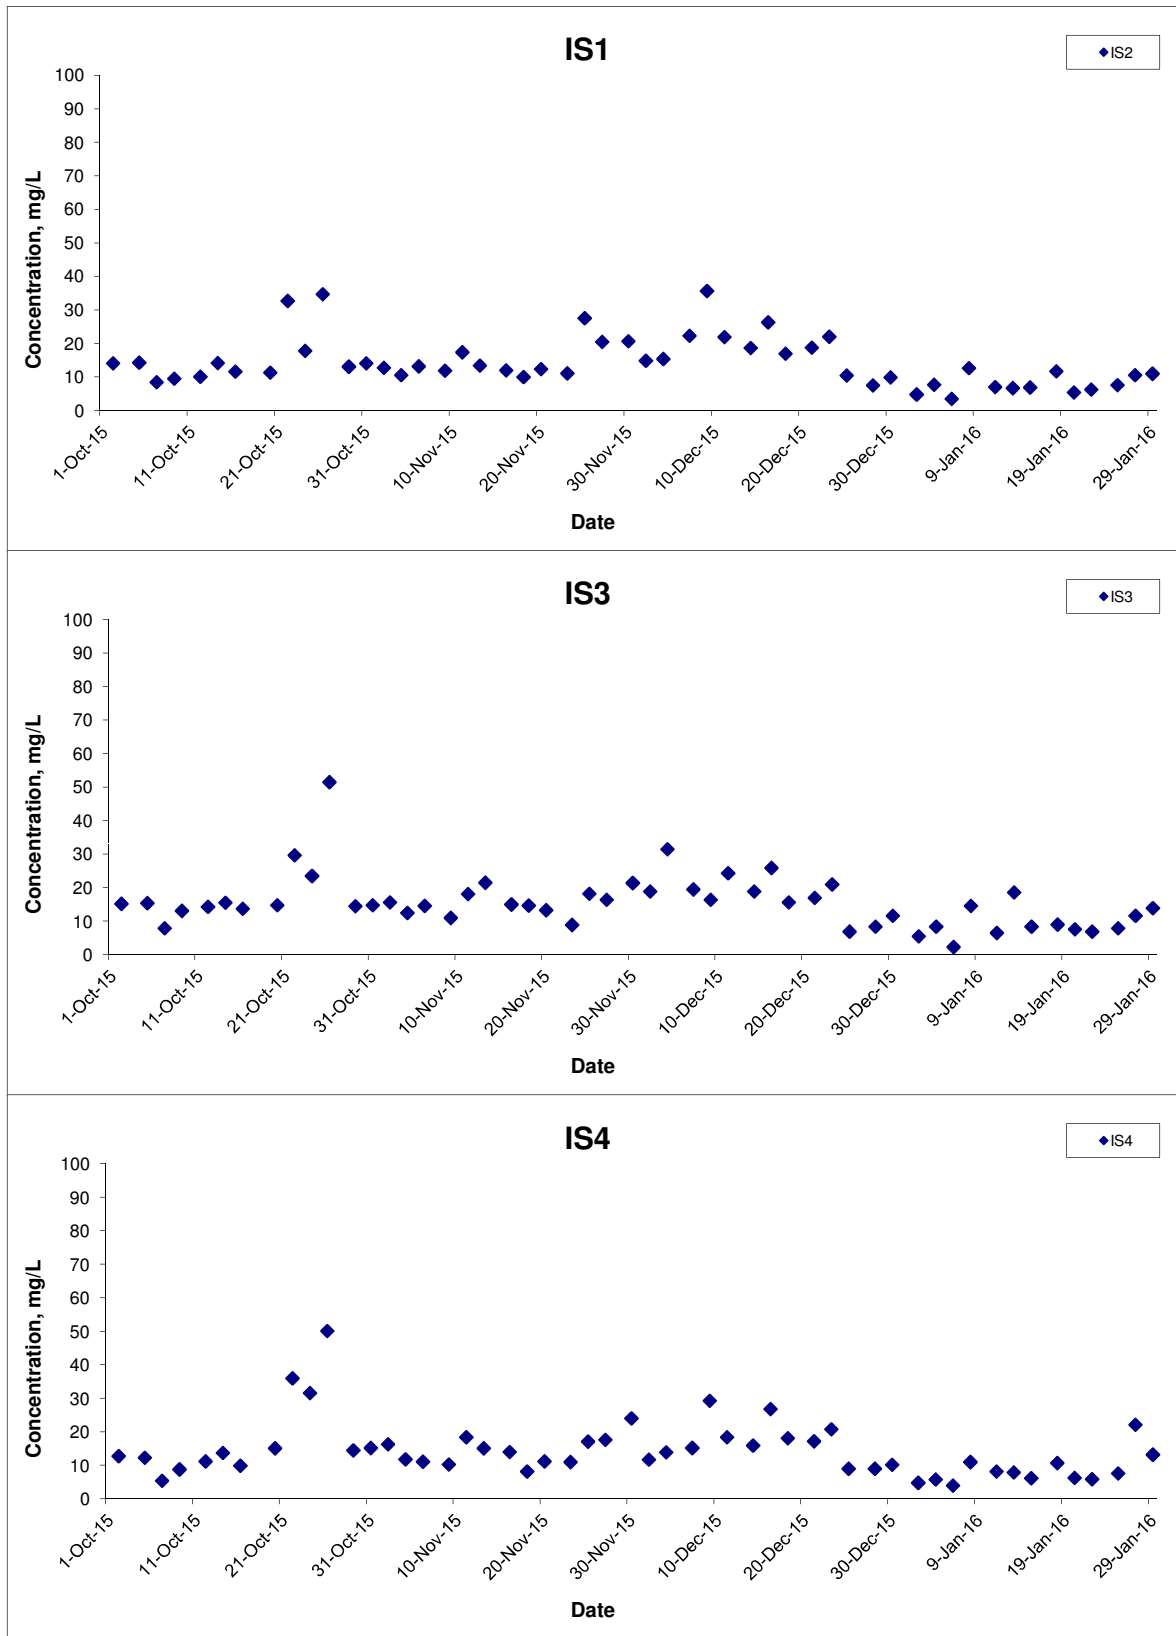 IS1
IS2
100
90
80
70
60
50
40
30
20
10
0
Concentration, mg/L
1-Oct-15
11-Oct-15
21-Oct-15
31-Oct-15
10-Nov-15
20-Nov-15
30-Nov-15
10-Dec-15
20-Dec-15
30-Dec-15
9-Jan-16
19-Jan-16
29-Jan-16
Date
IS3
IS3
100
90
80
70
60
50
40
30
20
10
0
Concentration, mg/L
1-Oct-15
11-Oct-15
21-Oct-15
31-Oct-15
10-Nov-15
20-Nov-15
30-Nov-15
10-Dec-15
20-Dec-15
30-Dec-15
9-Jan-16
19-Jan-16
29-Jan-16
Date
IS4
IS4
100
90
80
70
60
50
40
30
20
10
0
Concentration, mg/L
1-Oct-15
11-Oct-15
21-Oct-15
31-Oct-15
10-Nov-15
20-Nov-15
30-Nov-15
10-Dec-15
20-Dec-15
30-Dec-15
9-Jan-16
19-Jan-16
29-Jan-16
Date